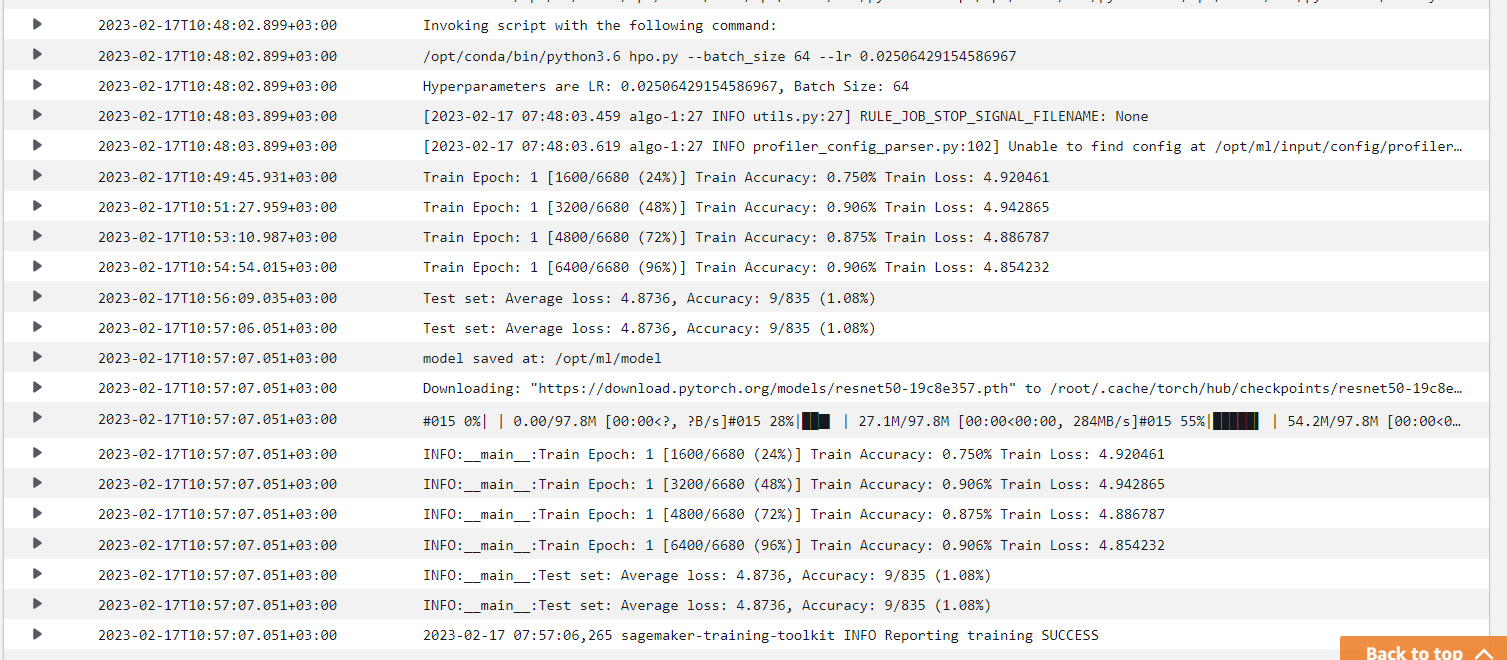 2023-02-17T10:48:02.899+03:00 Invoking script with the following command:
2023-02-17T10:48:02.899+03:00 /opt/conda/bin/python3.6 hpo.py --batch_size 64 --lr 0.02506429154586967
2023-02-17T10:48:02.899+03:00 Hyperparameters are LR: 0.02506429154586967, Batch Size: 64
2023-02-17T10:48:03.899+03:00 [2023-02-17 07:48:03.459 algo-1:27 INFO utils.py:27] RULE_JOB_STOP_SIGNAL_FILENAME: None
2023-02-17T10:48:03.899+03:00 [2023-02-17 07:48:03.619 algo-1:27 INFO profiler_config_parser.py:102] Unable to find config at /opt/ml/input/config/profiler…
2023-02-17T10:49:45.931+03:00 Train Epoch: 1 [1600/6680 (24%)] Train Accuracy: 0.750% Train Loss: 4.920461
2023-02-17T10:51:27.959+03:00 Train Epoch: 1 [3200/6680 (48%)] Train Accuracy: 0.906% Train Loss: 4.942865
2023-02-17T10:53:10.987+03:00 Train Epoch: 1 [4800/6680 (72%)] Train Accuracy: 0.875% Train Loss: 4.886787
2023-02-17T10:54:54.015+03:00 Train Epoch: 1 [6400/6680 (96%)] Train Accuracy: 0.906% Train Loss: 4.854232
2023-02-17T10:56:09.035+03:00 Test set: Average loss: 4.8736, Accuracy: 9/835 (1.08%)
2023-02-17T10:57:06.051+03:00 Test set: Average loss: 4.8736, Accuracy: 9/835 (1.08%)
2023-02-17T10:57:07.051+03:00 model saved at: /opt/ml/model
2023-02-17T10:57:07.051+03:00 Downloading: "https://download.pytorch.org/models/resnet50-19c8e357.pth" to /root/.cache/torch/hub/checkpoints/resnet50-19c8e…
2023-02-17T10:57:07.051+03:00 #015 0%| | 0.00/97.8M [00:00<?, ?B/s]#015 28%|██▊ | 27.1M/97.8M [00:00<00:00, 284MB/s]#015 55%|█████▌ | 54.2M/97.8M [00:00<0…
2023-02-17T10:57:07.051+03:00 INFO:__main__:Train Epoch: 1 [1600/6680 (24%)] Train Accuracy: 0.750% Train Loss: 4.920461
2023-02-17T10:57:07.051+03:00 INFO:__main__:Train Epoch: 1 [3200/6680 (48%)] Train Accuracy: 0.906% Train Loss: 4.942865
2023-02-17T10:57:07.051+03:00 INFO:__main__:Train Epoch: 1 [4800/6680 (72%)] Train Accuracy: 0.875% Train Loss: 4.886787
2023-02-17T10:57:07.051+03:00 INFO:__main__:Train Epoch: 1 [6400/6680 (96%)] Train Accuracy: 0.906% Train Loss: 4.854232
2023-02-17T10:57:07.051+03:00 INFO:__main__:Test set: Average loss: 4.8736, Accuracy: 9/835 (1.08%)
2023-02-17T10:57:07.051+03:00 INFO:__main__:Test set: Average loss: 4.8736, Accuracy: 9/835 (1.08%)
2023-02-17T10:57:07.051+03:00 2023-02-17 07:57:06,265 sagemaker-training-toolkit INFO Reporting training SUCCESS
Back to top